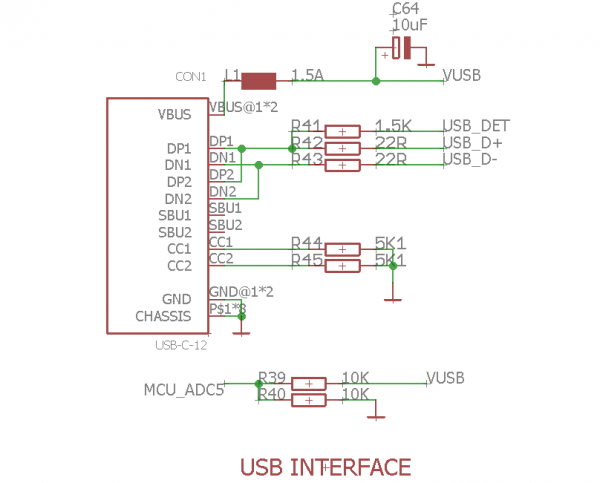 C64
10uF
CON1 L1 1.5A VUSB
VBUS VBUS@1*2
R41 1.5K USB_DET
DP1 DP1 R42 22R USB_D+
DN1 DN1 R43 22R USB_D-
DP2 DP2
DN2 DN2
SBU1 SBU1
SBU2 SBU2
CC1 CC1 R44 5K1
CC2 CC2 R45 5K1
GND GND@1*2
CHASSIS
USB-C-12
R39 10K VUSB
MCU_ADC5
R40 10K
USB INTERFACE